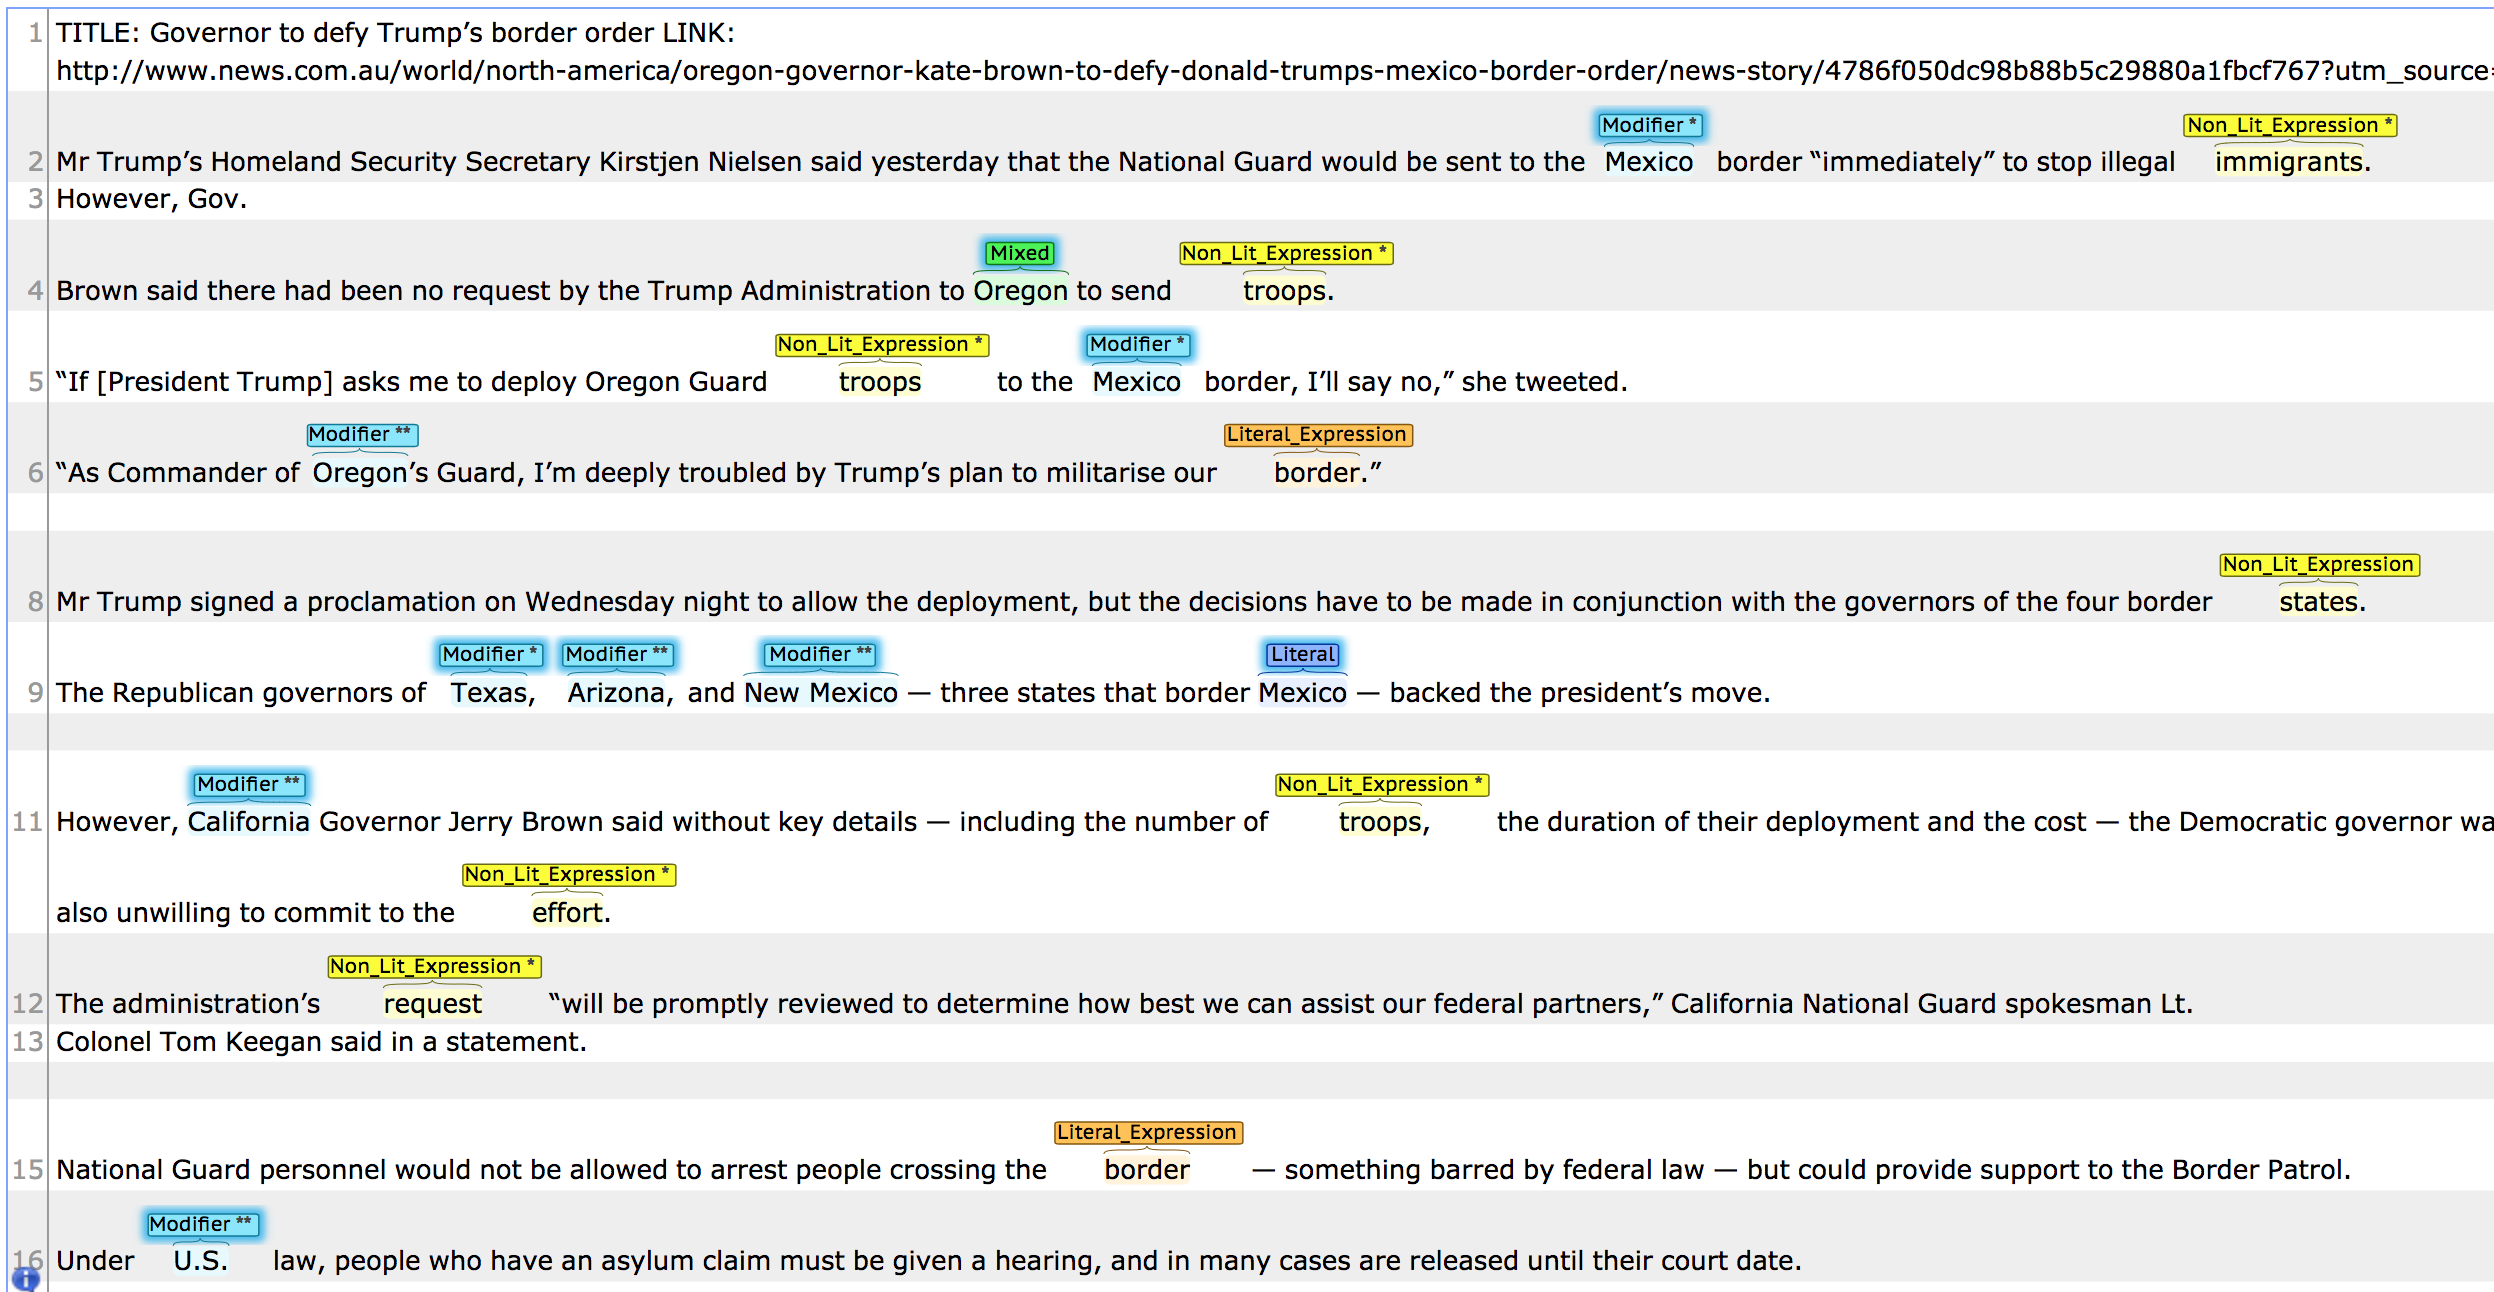 1 TITLE: Governor to defy Trump’s border order LINK:
http://www.news.com.au/world/north-america/oregon-governor-kate-brown-to-defy-donald-trumps-mexico-border-order/news-story/4786f050dc98b88b5c29880a1fbcf767?utm_source=
Modifier * Non_Lit_Expression *
2 Mr Trump’s Homeland Security Secretary Kirstjen Nielsen said yesterday that the National Guard would be sent to the Mexico border “immediately” to stop illegal immigrants.
3 However, Gov.
Mixed Non_Lit_Expression *
4 Brown said there had been no request by the Trump Administration to Oregon to send troops.
Non_Lit_Expression * Modifier *
5 “If [President Trump] asks me to deploy Oregon Guard troops to the Mexico border, I’ll say no,” she tweeted.
Modifier ** Literal_Expression
6 “As Commander of Oregon’s Guard, I’m deeply troubled by Trump’s plan to militarise our border.”
Non_Lit_Expression
8 Mr Trump signed a proclamation on Wednesday night to allow the deployment, but the decisions have to be made in conjunction with the governors of the four border states.
Modifier * Modifier ** Modifier ** Literal
9 The Republican governors of Texas, Arizona, and New Mexico — three states that border Mexico — backed the president’s move.
Modifier ** Non_Lit_Expression *
11 However, California Governor Jerry Brown said without key details — including the number of troops, the duration of their deployment and the cost — the Democratic governor wa
Non_Lit_Expression *
also unwilling to commit to the effort.
Non_Lit_Expression *
12 The administration’s request “will be promptly reviewed to determine how best we can assist our federal partners,” California National Guard spokesman Lt.
13 Colonel Tom Keegan said in a statement.
Literal_Expression
15 National Guard personnel would not be allowed to arrest people crossing the border — something barred by federal law — but could provide support to the Border Patrol.
Modifier **
16 Under U.S. law, people who have an asylum claim must be given a hearing, and in many cases are released until their court date.